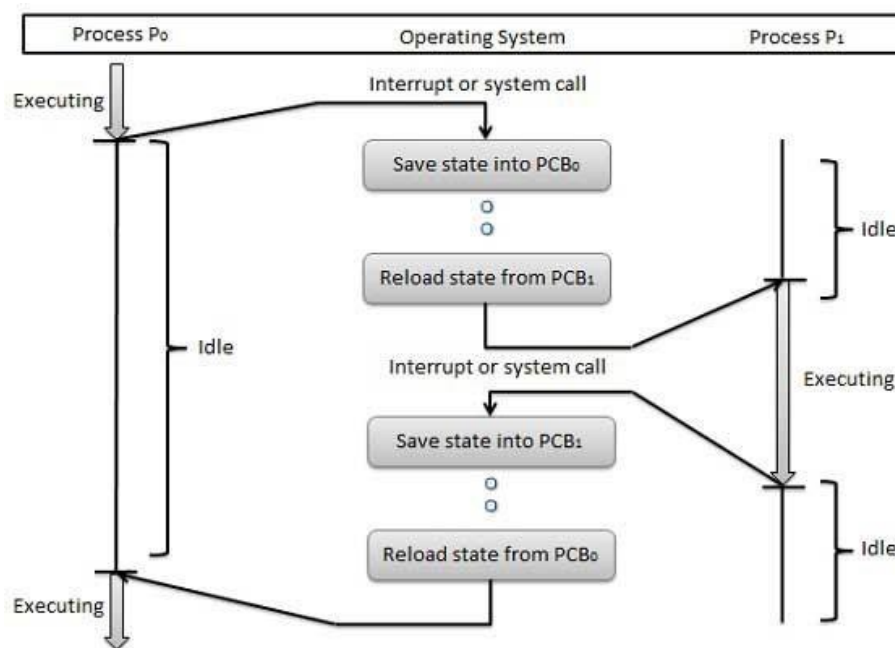 Process P₀
Operating System
Process P₁
Executing
Interrupt or system call
Save state into PCB₀
Idle
Reload state from PCB₁
Idle
Interrupt or system call
Executing
Save state into PCB₁
Reload state from PCB₀
Idle
Executing